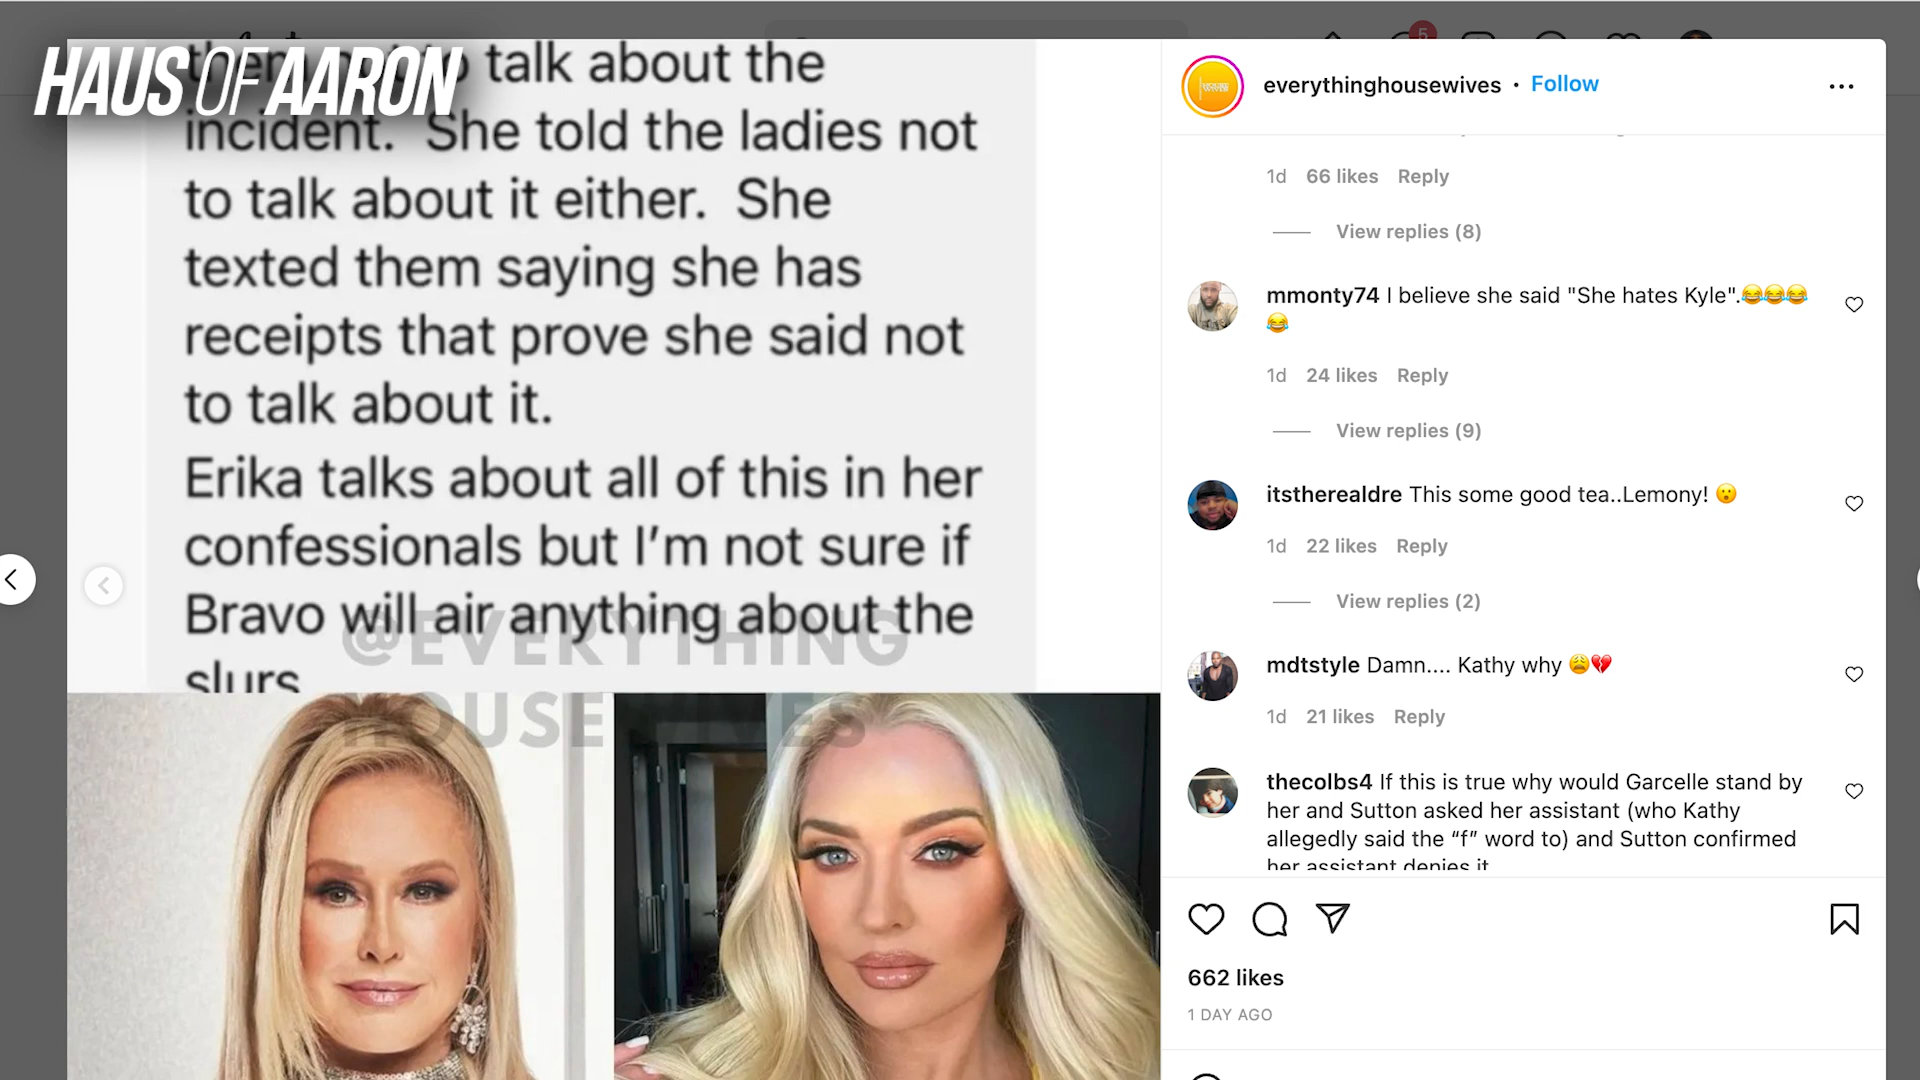 HAUS OF AARON
talk about the
incident. She told the ladies not
to talk about it either. She
texted them saying she has
receipts that prove she said not
to talk about it.
Erika talks about all of this in her
confessionals but I'm not sure if
Bravo will air anything about the
slurs
@EVERYTHING
HOUSEWIVES
5
everythinghousewives • Follow
1d 66 likes Reply
View replies (8)
mmonty74 I believe she said "She hates Kyle".😂😂😂
😂
1d 24 likes Reply
View replies (9)
itstherealdre This some good tea..Lemony! 😮
1d 22 likes Reply
View replies (2)
mdtstyle Damn.... Kathy why 😩💔
1d 21 likes Reply
thecolbs4 If this is true why would Garcelle stand by
her and Sutton asked her assistant (who Kathy
allegedly said the “f” word to) and Sutton confirmed
her assistant denies it
662 likes
1 DAY AGO